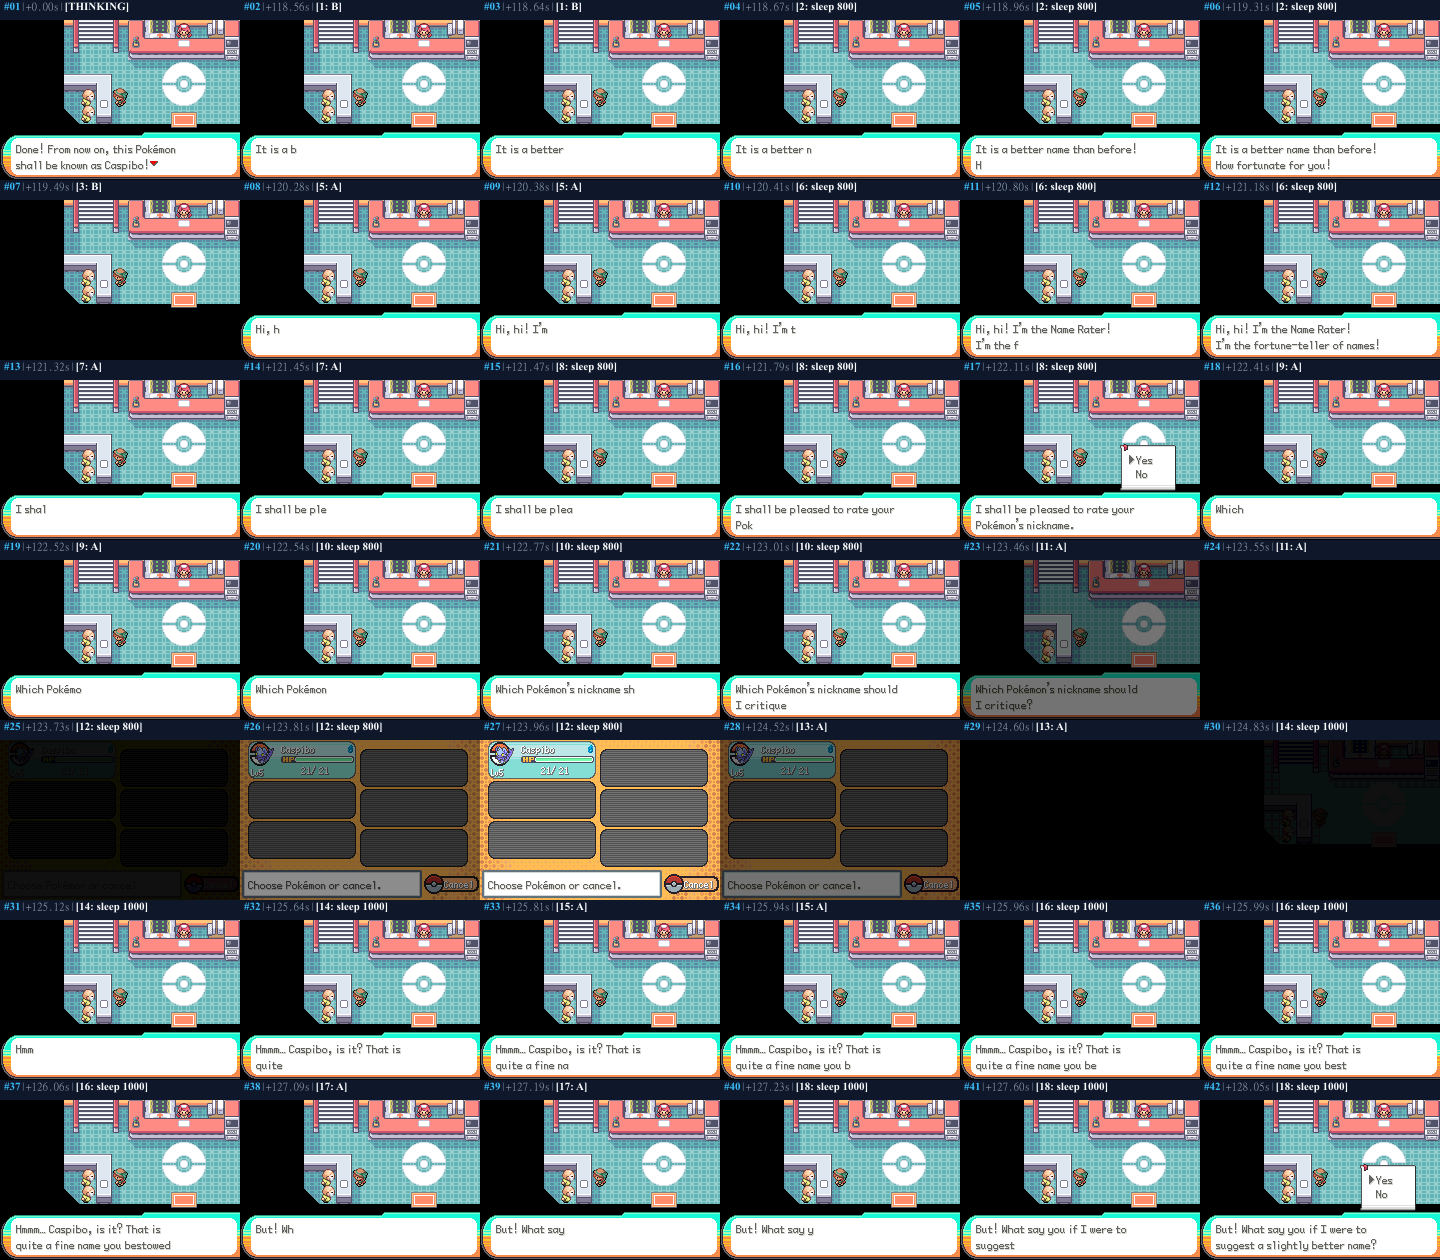 #01|+0.00s|[THINKING]
Done! From now on, this Pokémon
shall be known as Caspibo!
#02|+118.56s|[1: B]
It is a b
#03|+118.64s|[1: B]
It is a better
#04|+118.67s|[2: sleep 800]
It is a better n
#05|+118.96s|[2: sleep 800]
It is a better name than before!
H
#06|+119.31s|[2: sleep 800]
It is a better name than before!
How fortunate for you!
#07|+119.49s|[3: B]
#08|+120.28s|[5: A]
Hi, h
#09|+120.38s|[5: A]
Hi, hi! I'm
#10|+120.41s|[6: sleep 800]
Hi, hi! I'm t
#11|+120.80s|[6: sleep 800]
Hi, hi! I'm the Name Rater!
I'm the f
#12|+121.18s|[6: sleep 800]
Hi, hi! I'm the Name Rater!
I'm the fortune-teller of names!
#13|+121.32s|[7: A]
I shal
#14|+121.45s|[7: A]
I shall be ple
#15|+121.47s|[8: sleep 800]
I shall be plea
#16|+121.79s|[8: sleep 800]
I shall be pleased to rate your
Pok
#17|+122.11s|[8: sleep 800]
Yes
No
I shall be pleased to rate your
Pokémon's nickname.
#18|+122.41s|[9: A]
Which
#19|+122.52s|[9: A]
Which Pokémo
#20|+122.54s|[10: sleep 800]
Which Pokémon
#21|+122.77s|[10: sleep 800]
Which Pokémon's nickname sh
#22|+123.01s|[10: sleep 800]
Which Pokémon's nickname should
I critique
#23|+123.46s|[11: A]
Which Pokémon's nickname should
I critique?
#24|+123.55s|[11: A]
#25|+123.73s|[12: sleep 800]
Caspibo
21/ 21
Lv5
Choose Pokémon or cancel.
#26|+123.81s|[12: sleep 800]
Caspibo
HP
Lv5 21/ 21
Choose Pokémon or cancel.
Cancel
#27|+123.96s|[12: sleep 800]
Caspibo
HP
Lv5 21/ 21
Choose Pokémon or cancel.
Cancel
#28|+124.52s|[13: A]
Caspibo
HP
Lv5 21/ 21
Choose Pokémon or cancel.
Cancel
#29|+124.60s|[13: A]
#30|+124.83s|[14: sleep 1000]
#31|+125.12s|[14: sleep 1000]
Hmm
#32|+125.64s|[14: sleep 1000]
Hmmm... Caspibo, is it? That is
quite
#33|+125.81s|[15: A]
Hmmm... Caspibo, is it? That is
quite a fine na
#34|+125.94s|[15: A]
Hmmm... Caspibo, is it? That is
quite a fine name you b
#35|+125.96s|[16: sleep 1000]
Hmmm... Caspibo, is it? That is
quite a fine name you be
#36|+125.99s|[16: sleep 1000]
Hmmm... Caspibo, is it? That is
quite a fine name you best
#37|+126.06s|[16: sleep 1000]
Hmmm... Caspibo, is it? That is
quite a fine name you bestowed
#38|+127.09s|[17: A]
But! Wh
#39|+127.19s|[17: A]
But! What say
#40|+127.23s|[18: sleep 1000]
But! What say y
#41|+127.60s|[18: sleep 1000]
But! What say you if I were to
suggest
#42|+128.05s|[18: sleep 1000]
Yes
No
But! What say you if I were to
suggest a slightly better name?